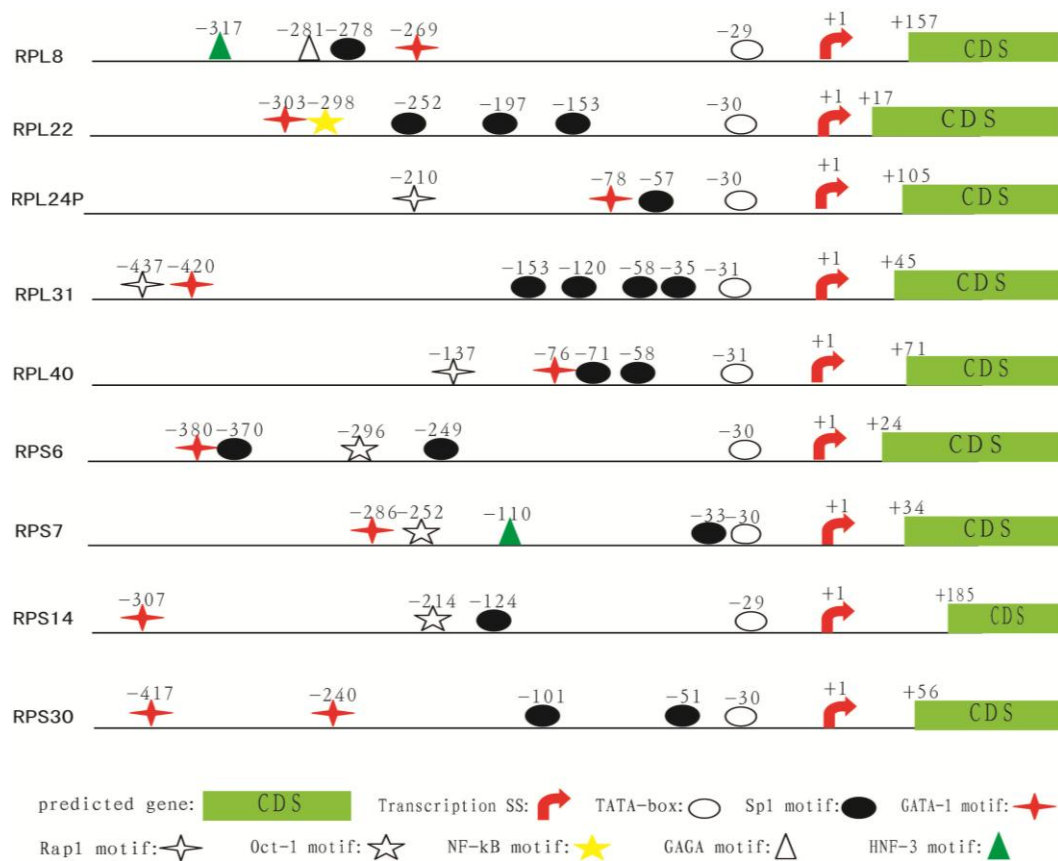 -317 -281 -278 -269 -29 +1 +157
RPL8 CDS
-303 -298 -252 -197 -153 -30 +1 +17
RPL22 CDS
-210 -78 -57 -30 +1 +105
RPL24P CDS
-437 -420 -153 -120 -58 -35 -31 +1 +45
RPL31 CDS
-137 -76 -71 -58 -31 +1 +71
RPL40 CDS
-380 -370 -296 -249 -30 +1 +24
RPS6 CDS
-286 -252 -110 -33 -30 +1 +34
RPS7 CDS
-307 -214 -124 -29 +1 +185
RPS14 CDS
-417 -240 -101 -51 -30 +1 +56
RPS30 CDS
predicted gene: CDS Transcription SS: TATA-box: Sp1 motif: GATA-1 motif:
Rap1 motif: Oct-1 motif: NF-kB motif: GAGA motif: HNF-3 motif: